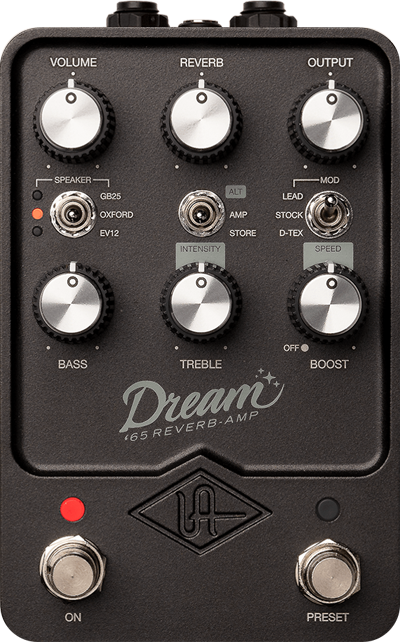 VOLUME REVERB OUTPUT
SPEAKER MOD
GB25 ALT LEAD
OXFORD AMP STOCK
EV12 STORE D-TEX
INTENSITY SPEED
OFF
BASS TREBLE BOOST
Dream
'65 REVERB-AMP
UA
ON PRESET